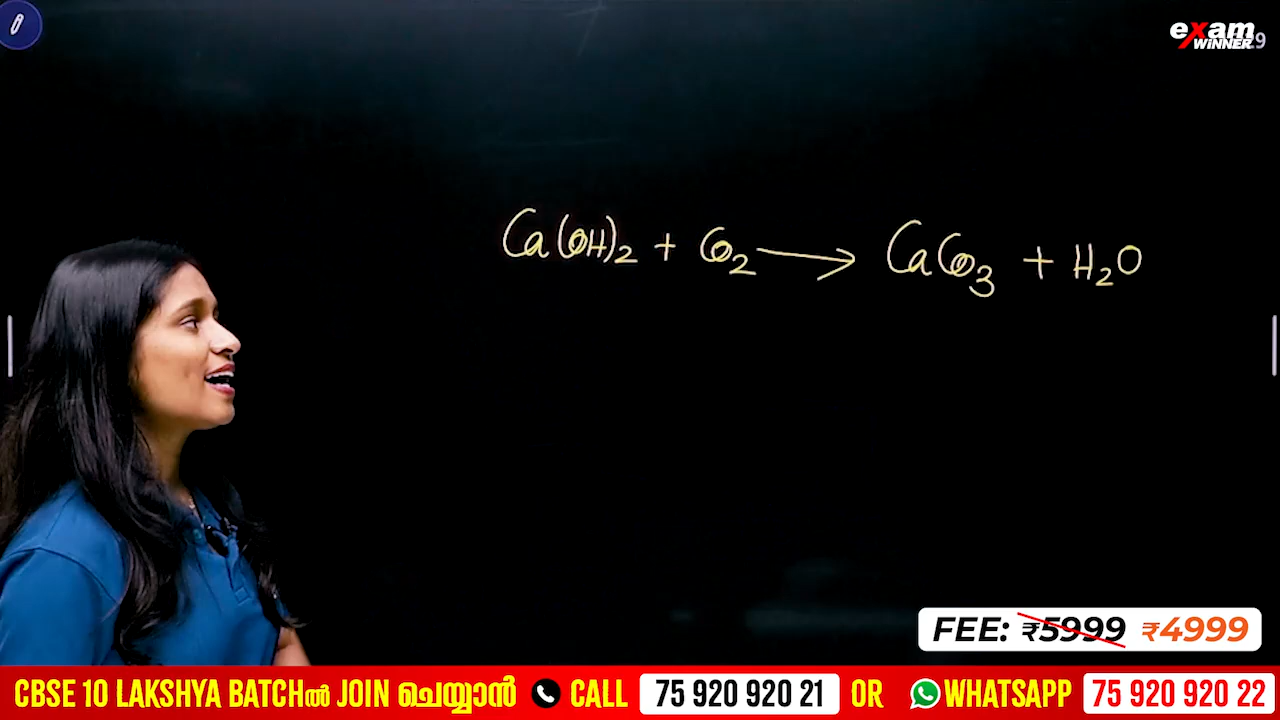 exam
WiNNER
Ca(OH)2 + CO2 ⟶ CaCO3 + H2O
FEE: ₹5999 ₹4999
CBSE 10 LAKSHYA BATCHൽ JOIN ചെയ്യാൻ CALL 75 920 920 21 OR WHATSAPP 75 920 920 22